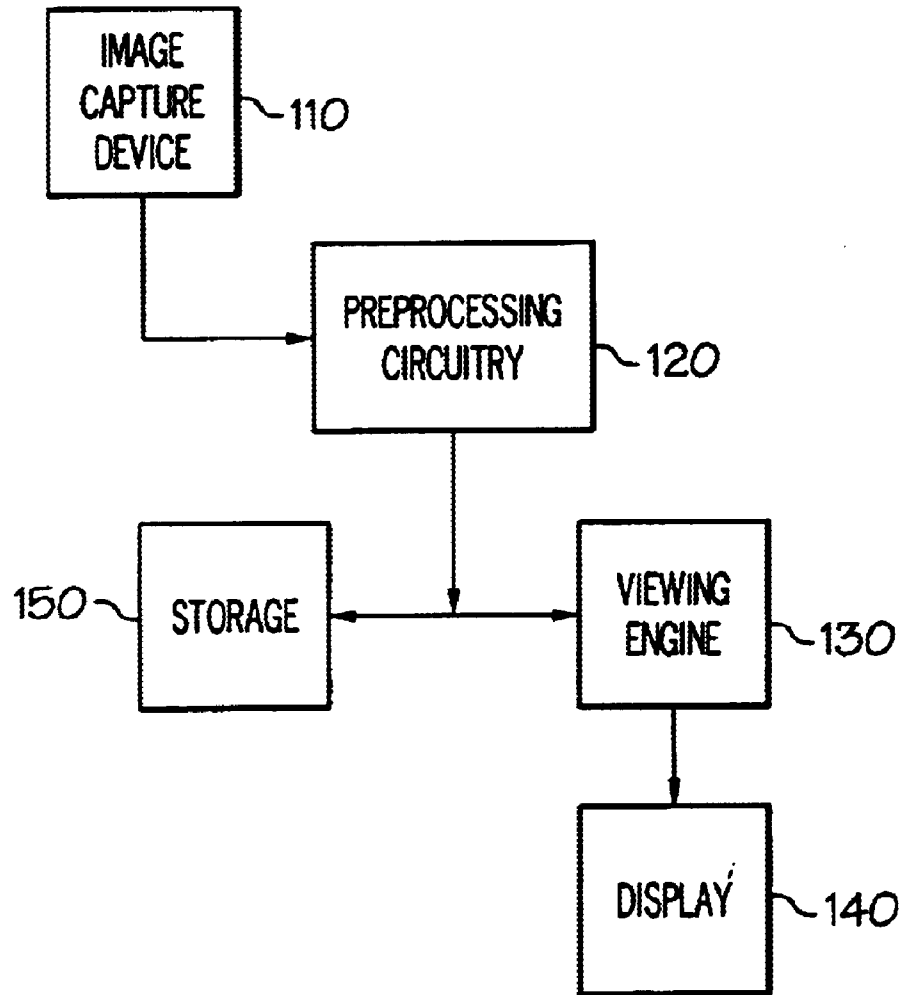 IMAGE
CAPTURE
DEVICE
110
PREPROCESSING
CIRCUITRY
120
150
STORAGE
VIEWING
ENGINE
130
DISPLAY
140